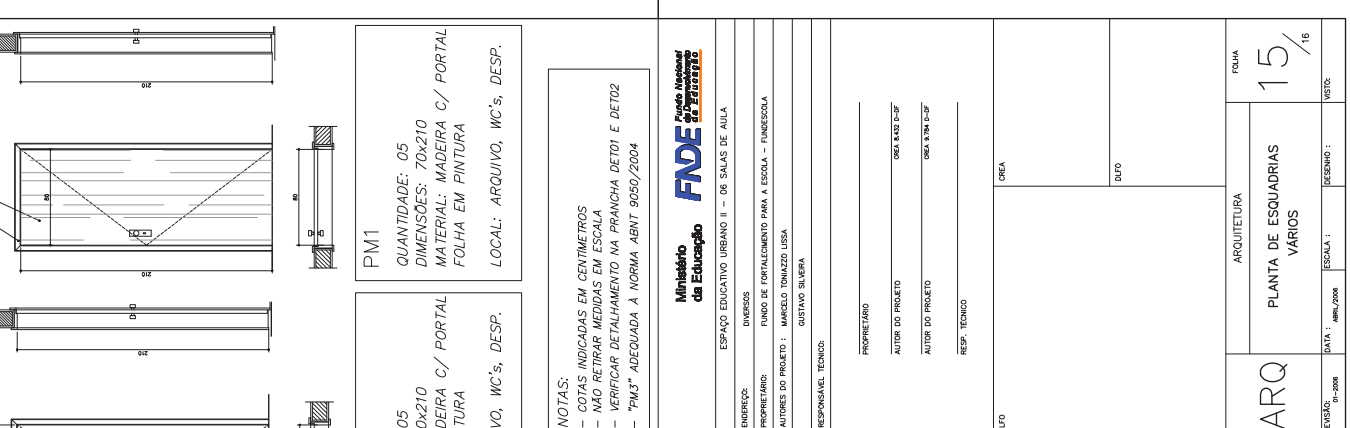 210
80
210
210
80
PM1
QUANTIDADE: 05
DIMENSÕES: 70x210
MATERIAL: MADEIRA C/ PORTAL
FOLHA EM PINTURA
LOCAL: ARQUIVO, WC's, DESP.
05
0x210
DEIRA C/ PORTAL
TURA
VO, WC's, DESP.
NOTAS:
– COTAS INDICADAS EM CENTÍMETROS
– NÃO RETIRAR MEDIDAS EM ESCALA
– VERIFICAR DETALHAMENTO NA PRANCHA DET01 E DET02
– "PM3" ADEQUADA À NORMA ABNT 9050/2004
Ministério
da Educação
FNDE
Fundo Nacional
de Desenvolvimento
da Educação
ESPAÇO EDUCATIVO URBANO II – 06 SALAS DE AULA
ENDEREÇO: DIVERSOS
PROPRIETÁRIO: FUNDO DE FORTALECIMENTO PARA A ESCOLA – FUNDESCOLA
AUTORES DO PROJETO : MARCELO TONIAZZO LISSA
GUSTAVO SILVEIRA
RESPONSÁVEL TÉCNICO:
PROPRIETÁRIO
AUTOR DO PROJETO CREA 8.432 D–DF
AUTOR DO PROJETO CREA 9.784 D–DF
RESP. TÉCNICO
CREA
DLFO
LFO
ARQ
ARQUITETURA
PLANTA DE ESQUADRIAS
VÁRIOS
FOLHA
15/16
EVISÃO: 01–2006
DATA : ABRIL/2006
ESCALA :
DESENHO :
VISTO: